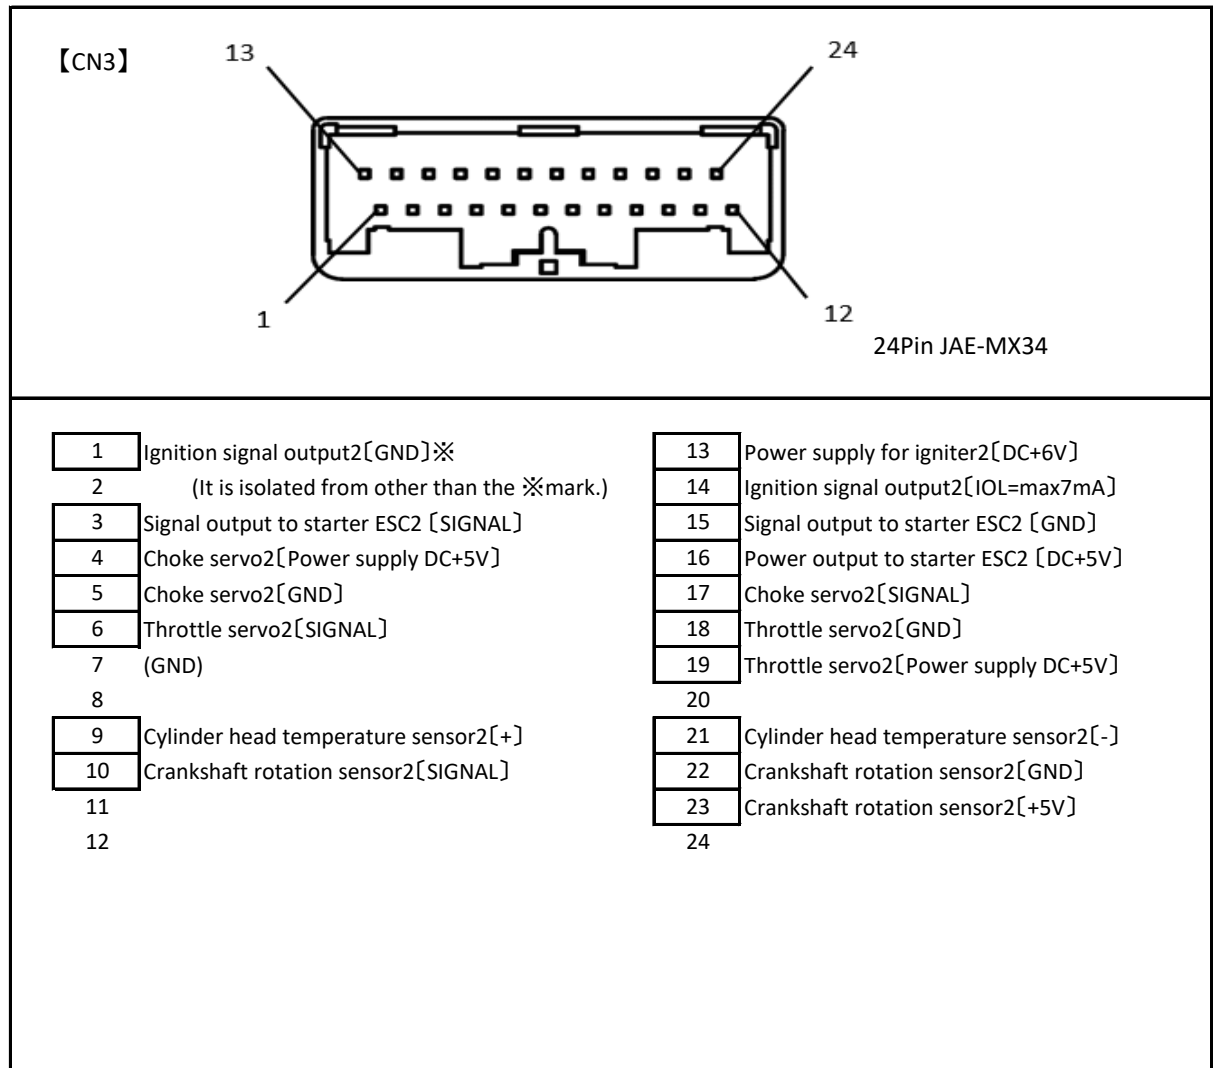 【CN3】
13
24
1
12
24Pin JAE-MX34
1 Ignition signal output2〔GND〕※
2 (It is isolated from other than the ※mark.)
3 Signal output to starter ESC2〔SIGNAL〕
4 Choke servo2〔Power supply DC+5V〕
5 Choke servo2〔GND〕
6 Throttle servo2〔SIGNAL〕
7 (GND)
8
9 Cylinder head temperature sensor2〔+〕
10 Crankshaft rotation sensor2〔SIGNAL〕
11
12
13 Power supply for igniter2〔DC+6V〕
14 Ignition signal output2〔IOL=max7mA〕
15 Signal output to starter ESC2〔GND〕
16 Power output to starter ESC2〔DC+5V〕
17 Choke servo2〔SIGNAL〕
18 Throttle servo2〔GND〕
19 Throttle servo2〔Power supply DC+5V〕
20
21 Cylinder head temperature sensor2〔-〕
22 Crankshaft rotation sensor2〔GND〕
23 Crankshaft rotation sensor2〔+5V〕
24